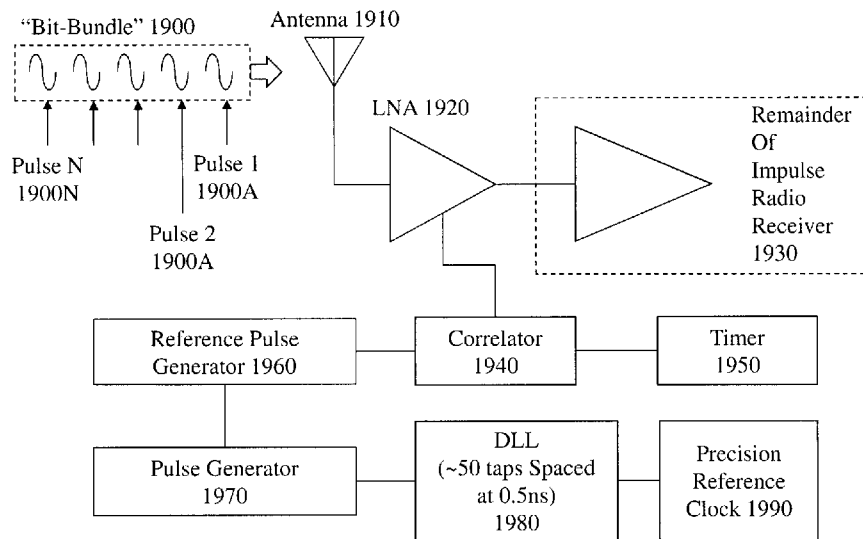 “Bit-Bundle” 1900
Antenna 1910
LNA 1920
Remainder
Of
Impulse
Radio
Receiver
1930
Pulse N
1900N
Pulse 1
1900A
Pulse 2
1900A
Reference Pulse
Generator 1960
Correlator
1940
Timer
1950
Pulse Generator
1970
DLL
(~50 taps Spaced
at 0.5ns)
1980
Precision
Reference
Clock 1990